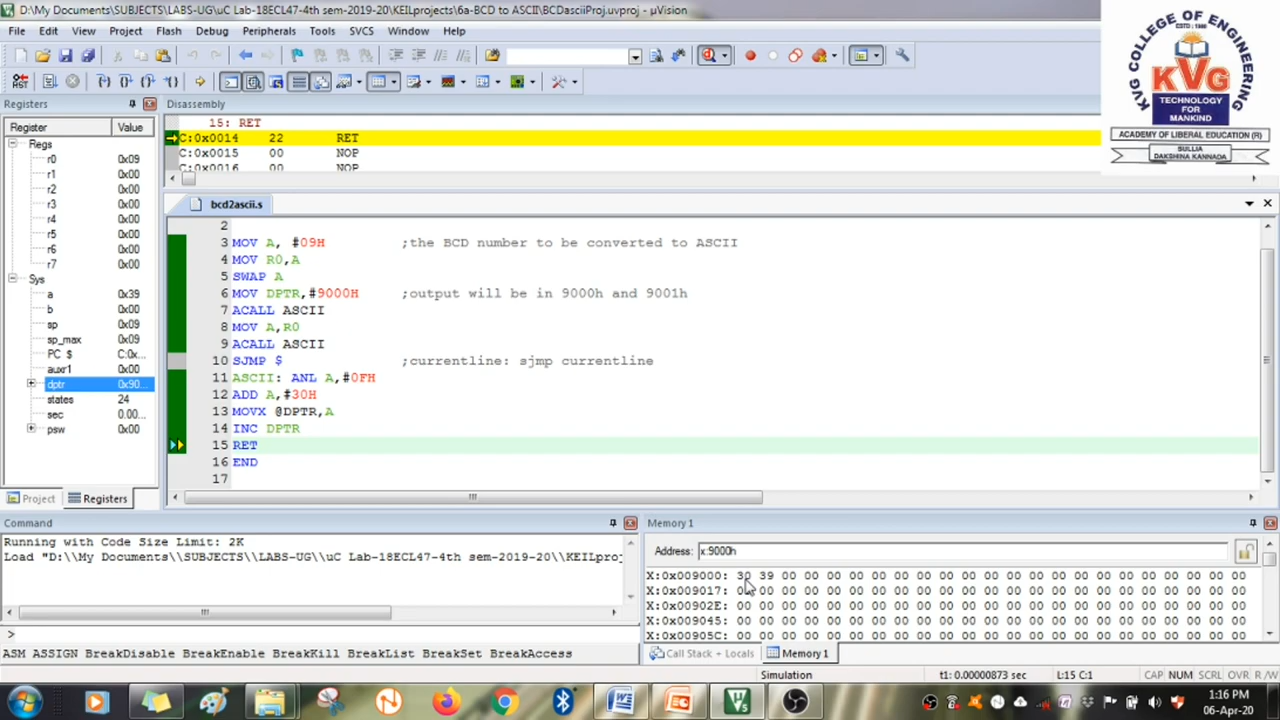 D:\My Documents\SUBJECTS\LABS-UG\uC Lab-18ECL47-4th sem-2019-20\KEILprojects\6a-BCD to ASCII\BCDasciiProj.uvproj - µVision
File Edit View Project Flash Debug Peripherals Tools SVCS Window Help
KVG COLLEGE OF ENGINEERING
ESTD : 1986
KVG
TECHNOLOGY FOR
MANKIND
ACADEMY OF LIBERAL EDUCATION (R)
SULLIA
DAKSHINA KANNADA
RST
Registers
Register Value
Regs
r0 0x09
r1 0x00
r2 0x00
r3 0x00
r4 0x00
r5 0x00
r6 0x00
r7 0x00
Sys
a 0x39
b 0x00
sp 0x09
sp_max 0x09
PC $ C:0x...
auxr1 0x00
dptr 0x90...
states 24
sec 0.00...
psw 0x00
Project Registers
Disassembly
15: RET
C:0x0014 22 RET
C:0x0015 00 NOP
C:0x0016 00 NOP
bcd2ascii.s
2
3 MOV A, #09H ;the BCD number to be converted to ASCII
4 MOV R0,A
5 SWAP A
6 MOV DPTR,#9000H ;output will be in 9000h and 9001h
7 ACALL ASCII
8 MOV A,R0
9 ACALL ASCII
10 SJMP $ ;currentline: sjmp currentline
11 ASCII: ANL A,#0FH
12 ADD A,#30H
13 MOVX @DPTR,A
14 INC DPTR
15 RET
16 END
17
Command
Running with Code Size Limit: 2K
Load "D:\\My Documents\\SUBJECTS\\LABS-UG\\uC Lab-18ECL47-4th sem-2019-20\\KEILproj
>
ASM ASSIGN BreakDisable BreakEnable BreakKill BreakList BreakSet BreakAccess
Memory 1
Address: x:9000h
X:0x009000: 30 39 00 00 00 00 00 00 00 00 00 00 00 00 00 00 00 00 00 00 00 00 00
X:0x009017: 00 00 00 00 00 00 00 00 00 00 00 00 00 00 00 00 00 00 00 00 00 00 00
X:0x00902E: 00 00 00 00 00 00 00 00 00 00 00 00 00 00 00 00 00 00 00 00 00 00 00
X:0x009045: 00 00 00 00 00 00 00 00 00 00 00 00 00 00 00 00 00 00 00 00 00 00 00
X:0x00905C: 00 00 00 00 00 00 00 00 00 00 00 00 00 00 00 00 00 00 00 00 00 00 00
Call Stack + Locals Memory 1
Simulation t1: 0.00000873 sec L:15 C:1 CAP NUM SCRL OVR R/W
1:16 PM
06-Apr-20